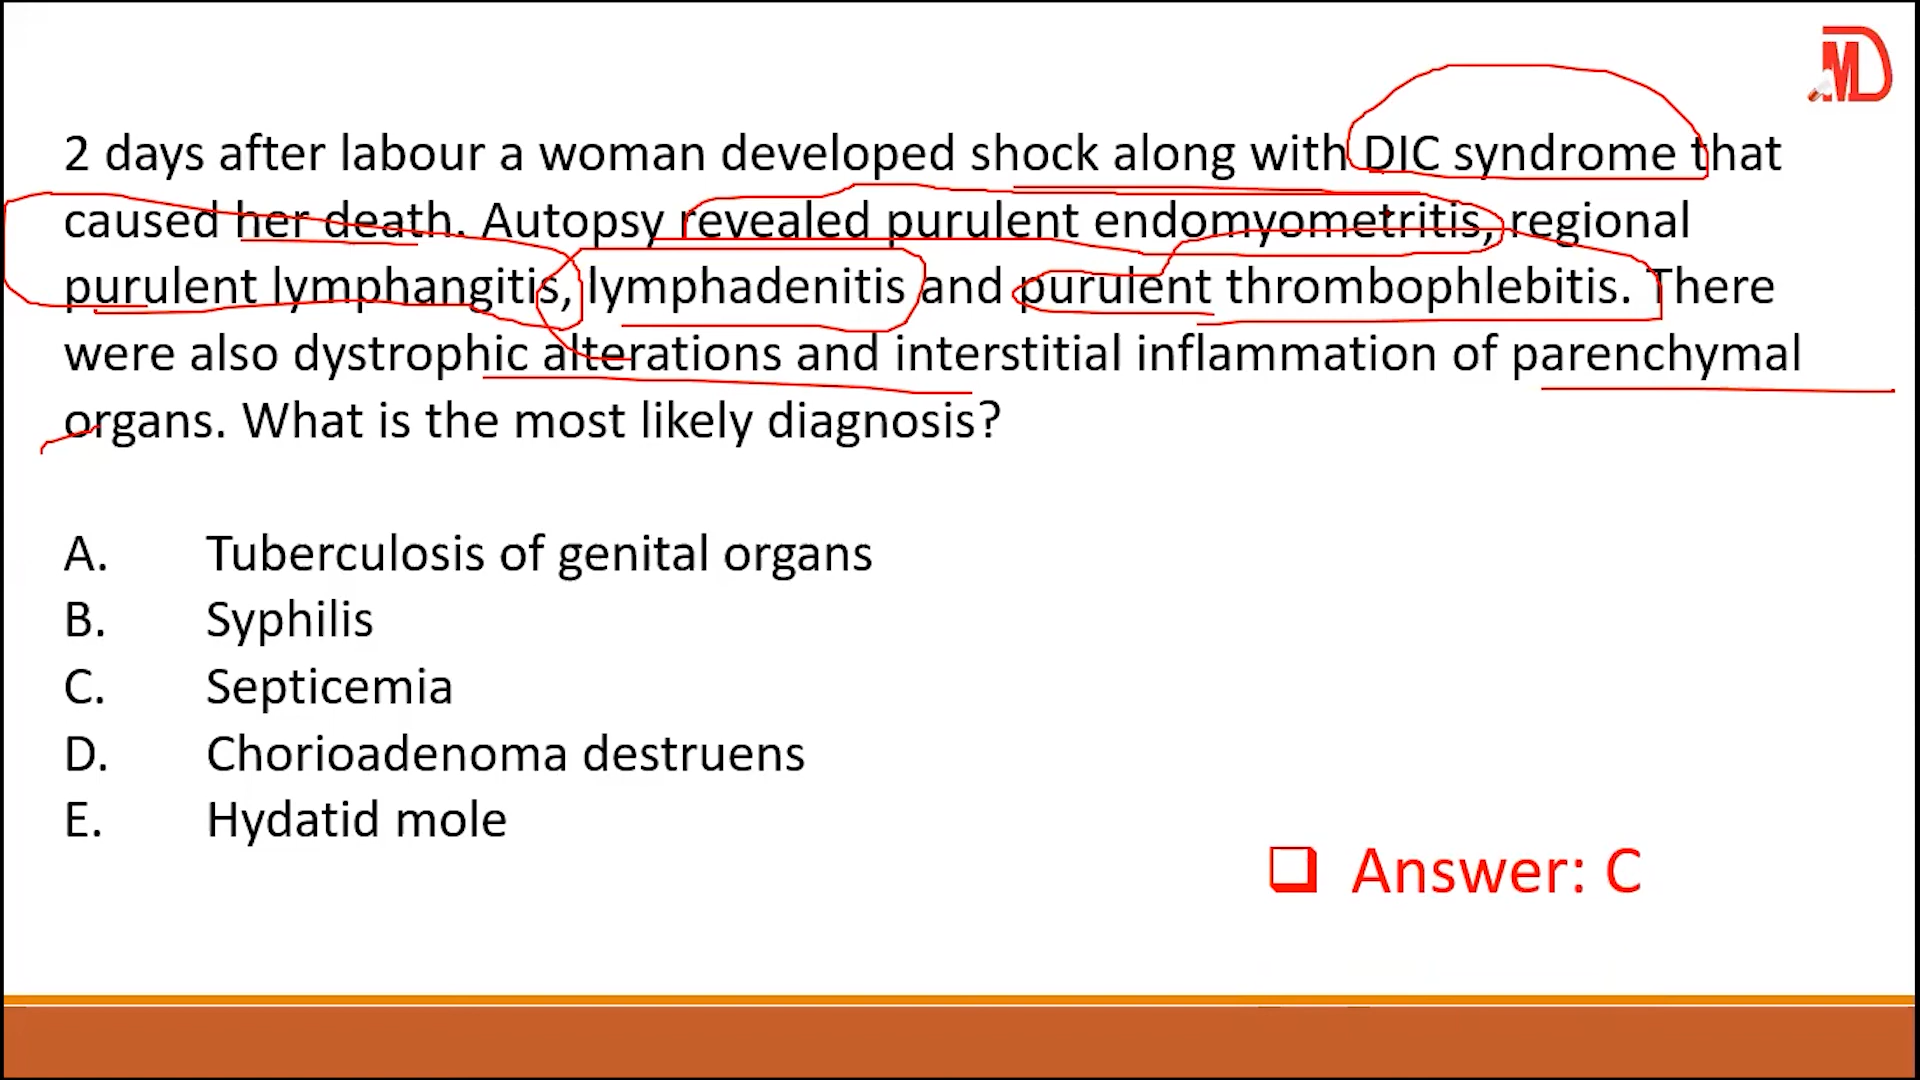 MD
2 days after labour a woman developed shock along with DIC syndrome that
caused her death. Autopsy revealed purulent endomyometritis, regional
purulent lymphangitis, lymphadenitis and purulent thrombophlebitis. There
were also dystrophic alterations and interstitial inflammation of parenchymal
organs. What is the most likely diagnosis?
A. Tuberculosis of genital organs
B. Syphilis
C. Septicemia
D. Chorioadenoma destruens
E. Hydatid mole
Answer: C